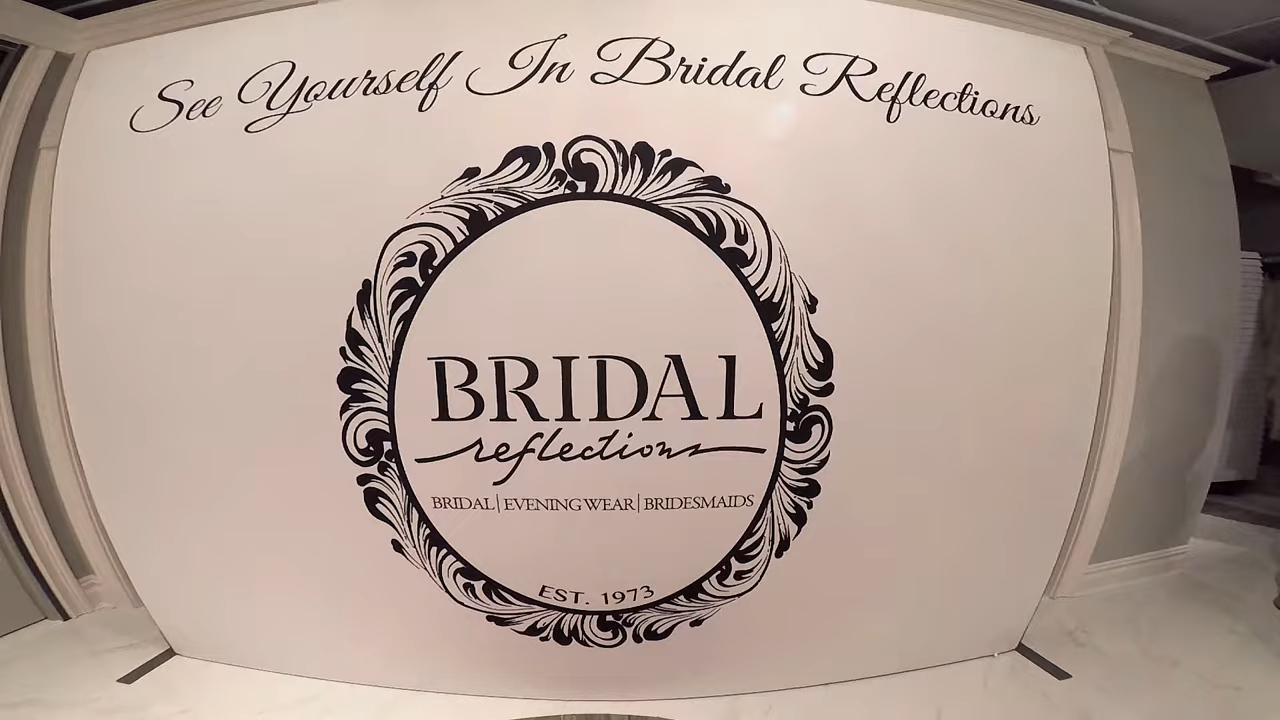 See Yourself In Bridal Reflections
BRIDAL
reflections
BRIDAL|EVENING WEAR|BRIDESMAIDS
EST. 1973